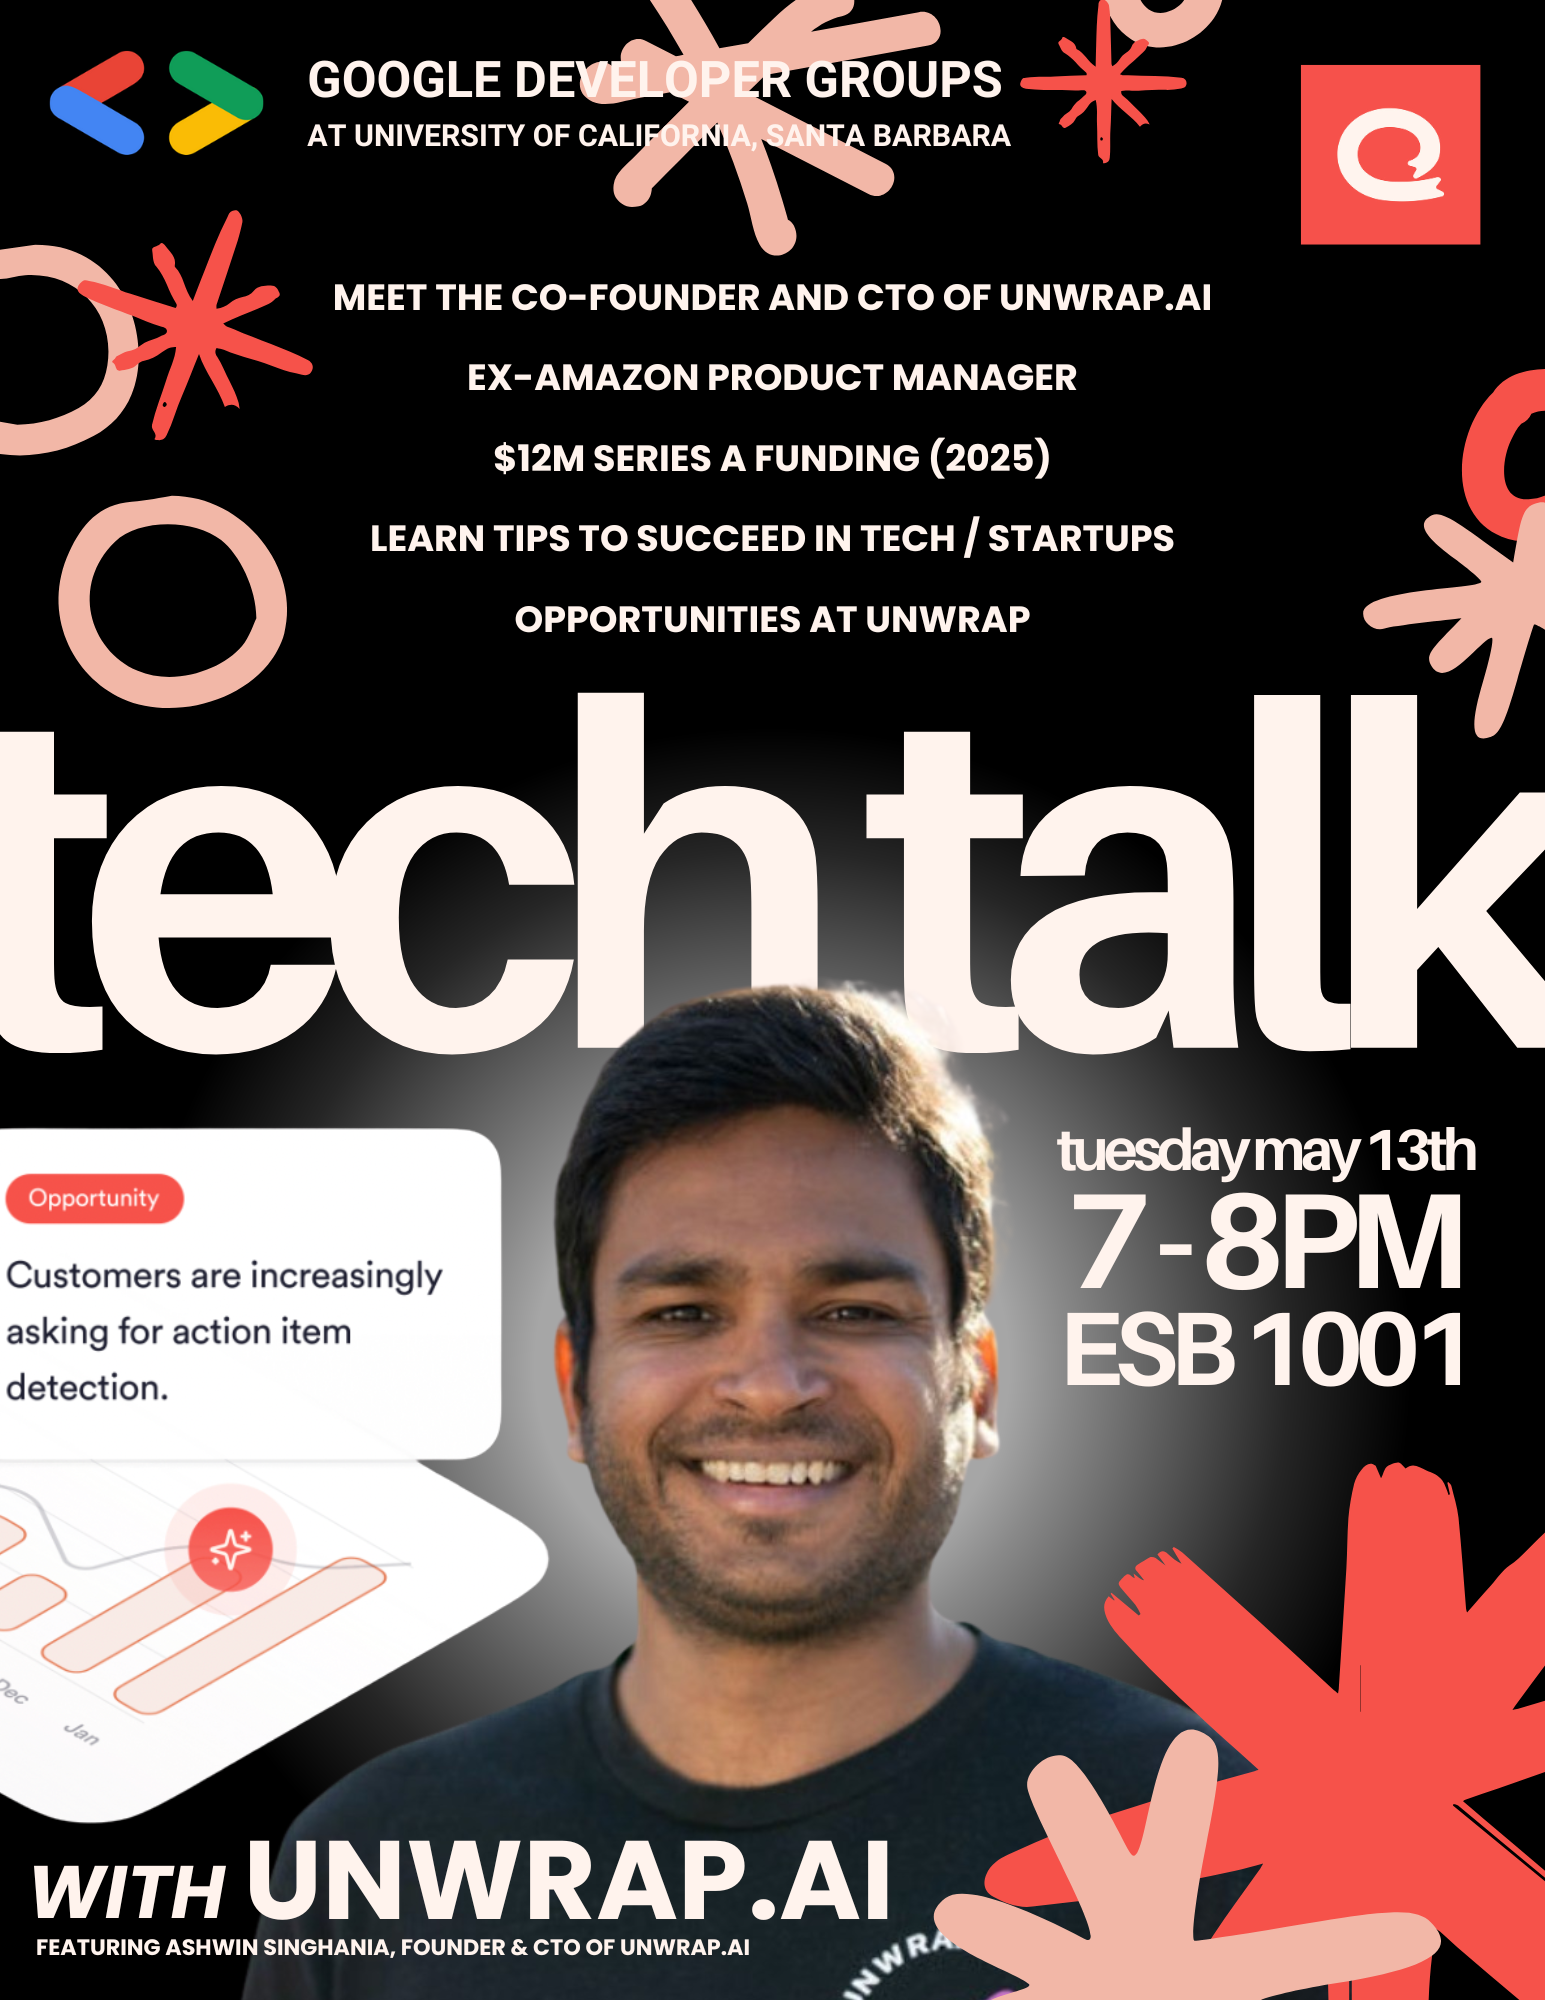 GOOGLE DEVELOPER GROUPS
AT UNIVERSITY OF CALIFORNIA, SANTA BARBARA
MEET THE CO-FOUNDER AND CTO OF UNWRAP.AI
EX-AMAZON PRODUCT MANAGER
$12M SERIES A FUNDING (2025)
LEARN TIPS TO SUCCEED IN TECH / STARTUPS
OPPORTUNITIES AT UNWRAP
tech talk
Opportunity
Customers are increasingly
asking for action item
detection.
Dec
Jan
tuesday may 13th
7 - 8PM
ESB 1001
WITH UNWRAP.AI
FEATURING ASHWIN SINGHANIA, FOUNDER & CTO OF UNWRAP.AI